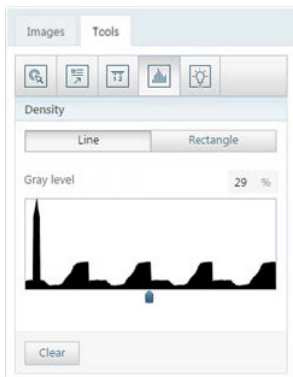 Images Tools
Density
Line Rectangle
Gray level 29 %
Clear